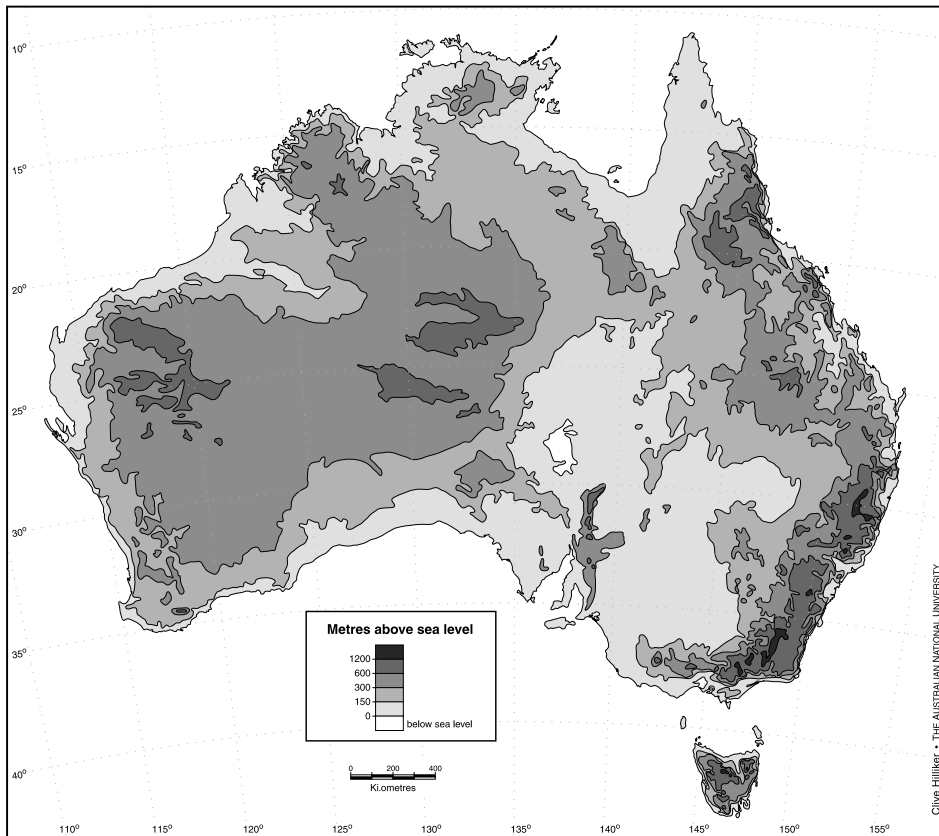 10°
15°
20°
25°
30°
35°
40°
Metres above sea level
1200
600
300
150
0
below sea level
0 200 400
Ki.ometres
110° 115° 120° 125° 130° 135° 140° 145° 150° 155°
Clive Hilliker • THE AUSTRALIAN NATIONAL UNIVERSITY